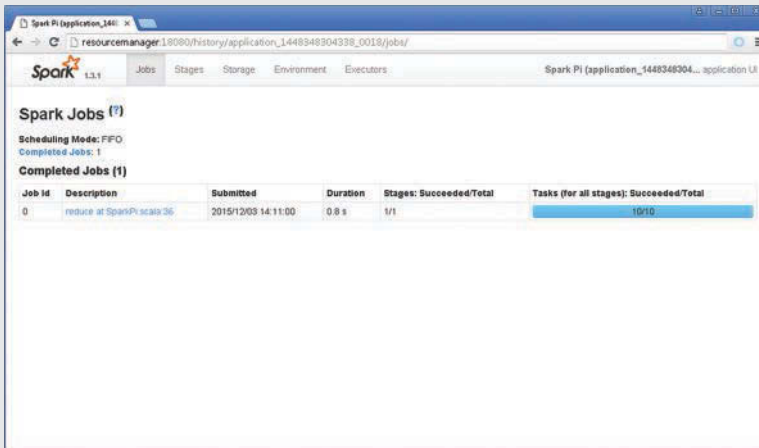 Spark Pi (application_1448
resourcemanager:18080/history/application_1448348304338_0018/jobs/
Spark 1.3.1 Jobs Stages Storage Environment Executors Spark Pi (application_1448348304... application UI
Spark Jobs (?)
Scheduling Mode: FIFO
Completed Jobs: 1
Completed Jobs (1)
Job Id Description Submitted Duration Stages: Succeeded/Total Tasks (for all stages): Succeeded/Total
0 reduce at SparkPi.scala:36 2015/12/03 14:11:00 0.8 s 1/1 10/10